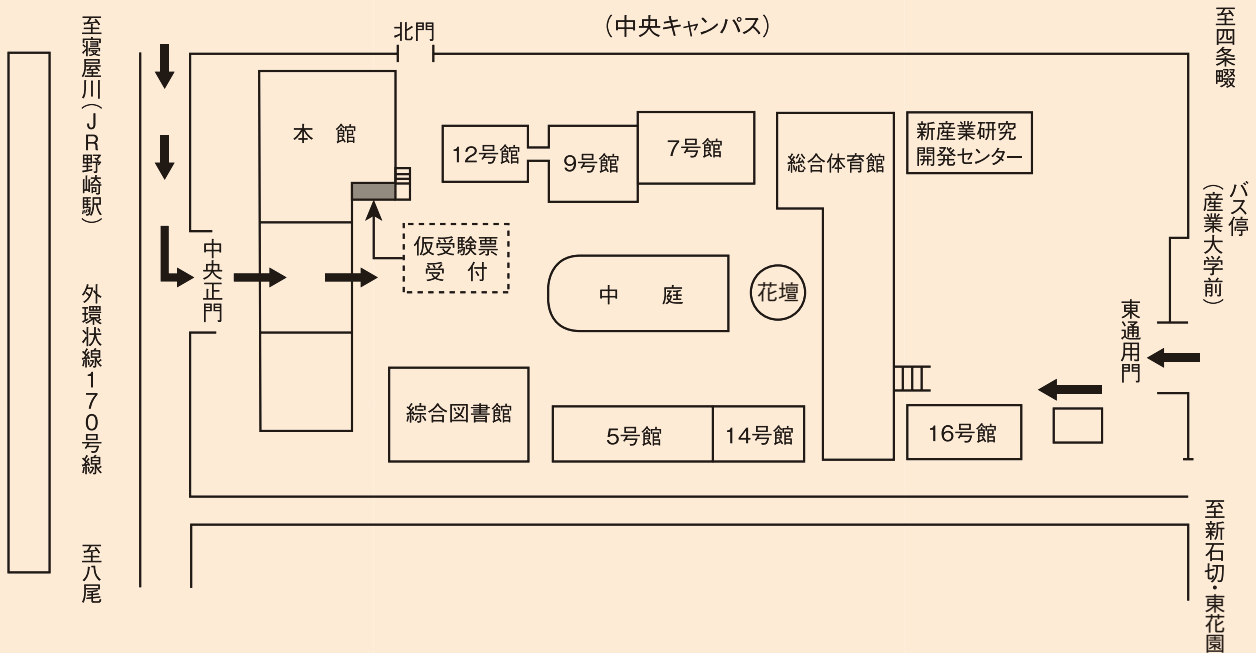 (中央キャンパス)
北門
至寝屋川(JR野崎駅)
外環状線170号線
至八尾
中央正門
本 館
12号館
9号館
7号館
総合体育館
新産業研究
開発センター
仮受験票
受 付
中 庭
花壇
綜合図書館
5号館
14号館
16号館
東通用門
至四条畷
バス停
(産業大学前)
至新石切・東花園